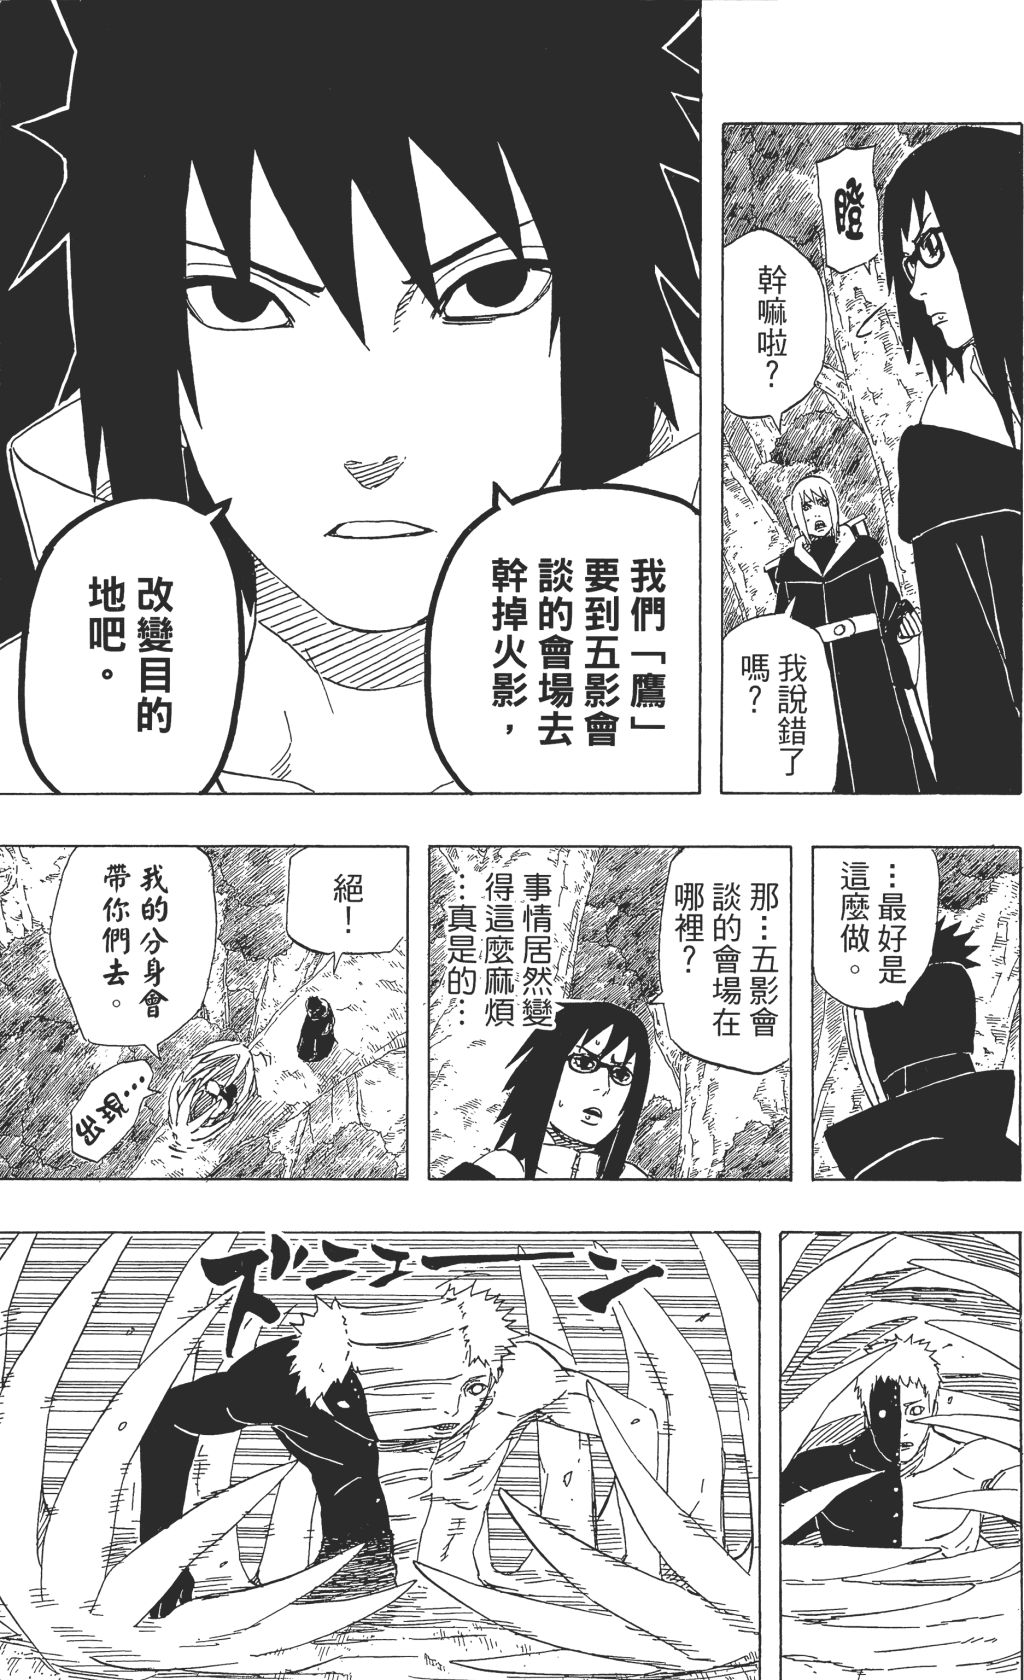 瞪
幹嘛啦？
我說錯了
嗎？
我們「鷹」
要到五影會
談的會場去
幹掉火影，
改變目的
地吧。
…最好是
這麼做。
那…五影會
談的會場在
哪裡？
事情居然變
得這麼麻煩
…真是的…
絕！
我的分身會
帶你們去。
…跟我
ズニューン